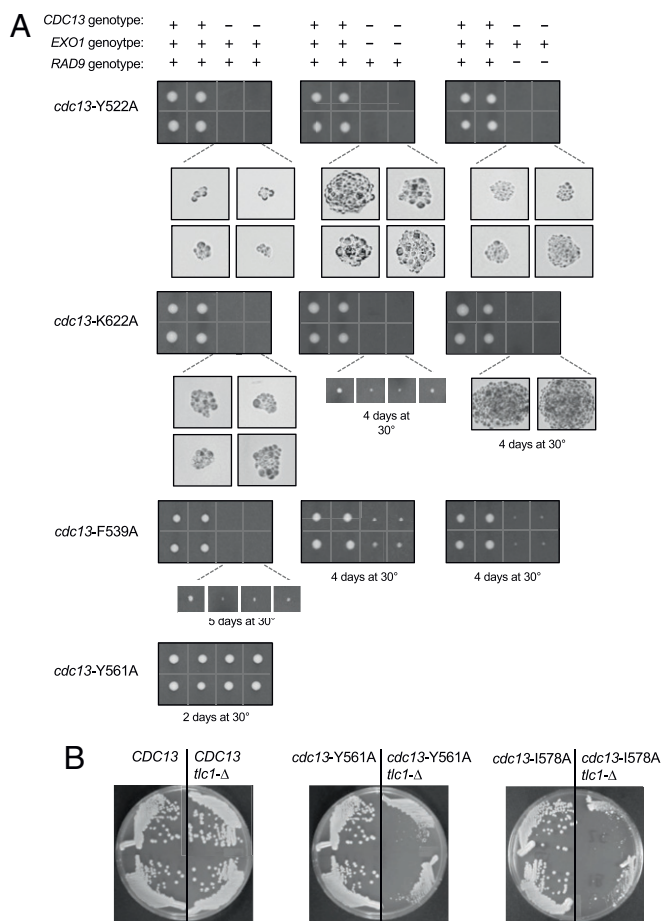 A
CDC13 genotype: + + – – + + – – + + – –
EXO1 genoytpe: + + + + + + – – + + + +
RAD9 genotype: + + + + + + + + + + – –
cdc13-Y522A
cdc13-K622A
4 days at
30°
4 days at 30°
cdc13-F539A
4 days at 30°
4 days at 30°
5 days at 30°
cdc13-Y561A
2 days at 30°
B
CDC13
CDC13
tlc1-Δ
cdc13-Y561A
cdc13-Y561A
tlc1-Δ
cdc13-I578A
cdc13-I578A
tlc1-Δ